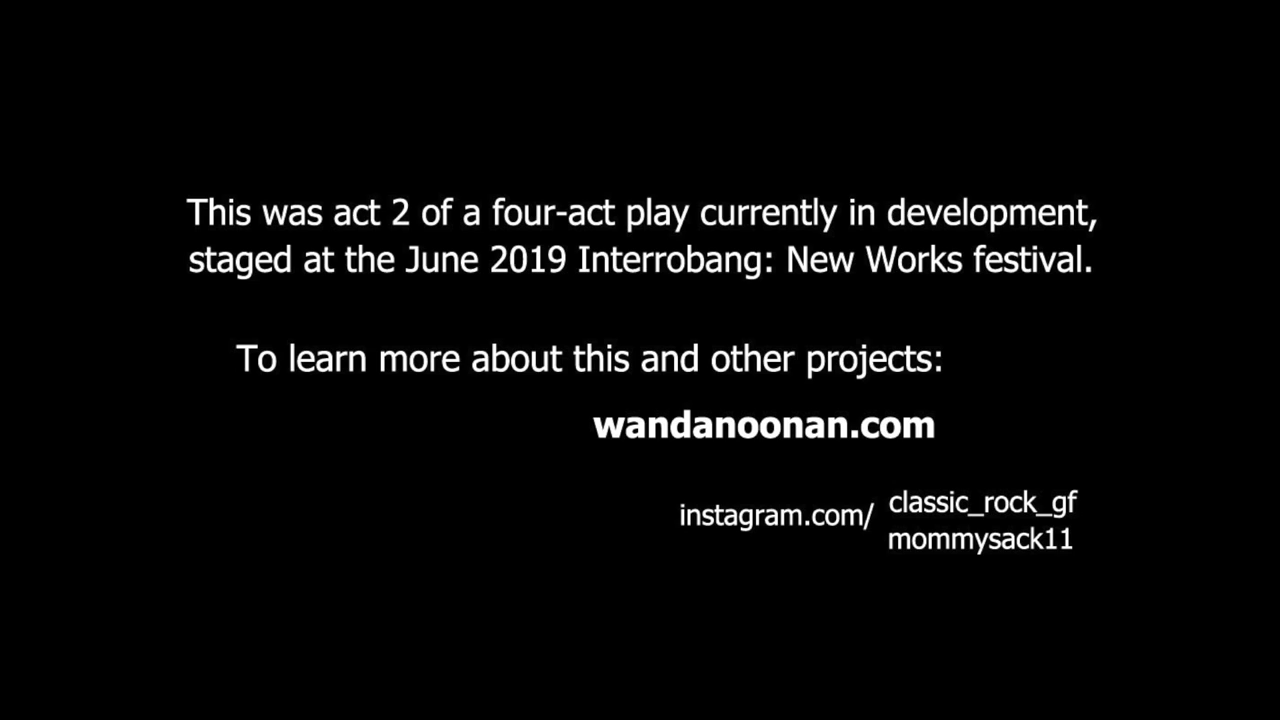 This was act 2 of a four-act play currently in development,
staged at the June 2019 Interrobang: New Works festival.
To learn more about this and other projects:
wandanoonan.com
instagram.com/ classic_rock_gf
mommysack11